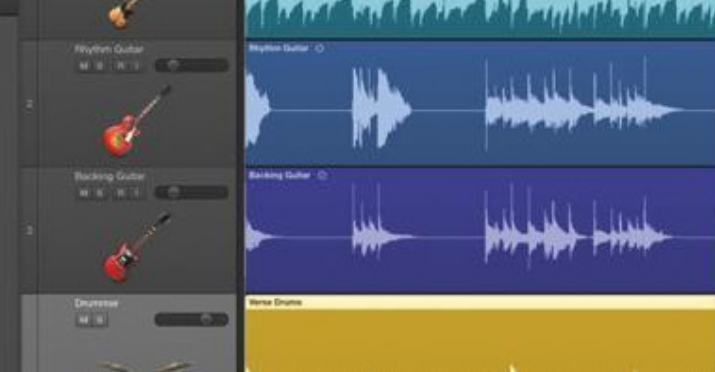 Rhythm Guitar
M S R I
Rhythm Guitar
2
Backing Guitar
M S R I
Backing Guitar
3
Drummer
M S
Verse Drums